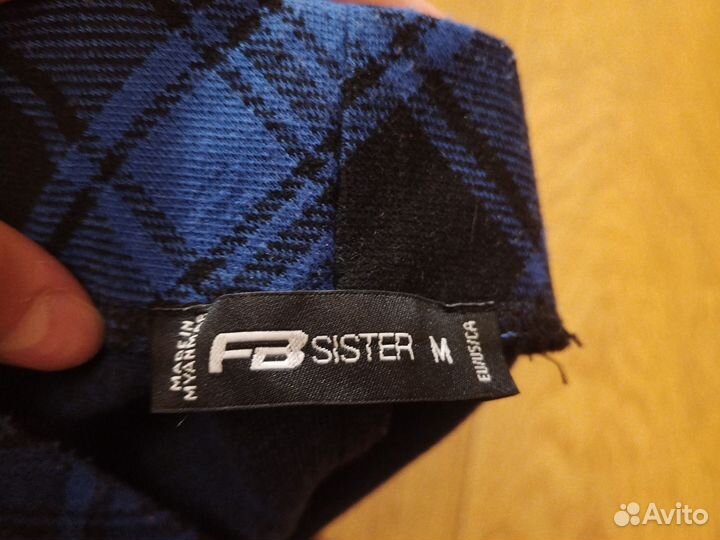 MADE IN
MYANMAR
FB SISTER M
EU/US/CA
Avito